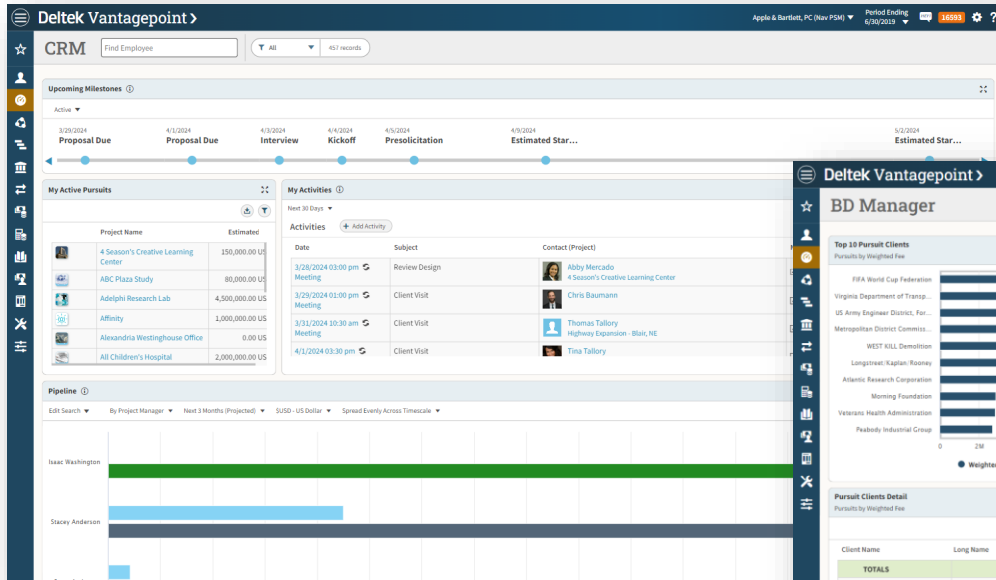 Deltek Vantagepoint
Apple & Bartlett, PC (Nav PSM)
Period Ending
6/30/2019
16593
?
CRM
Find Employee
All
457 records
Upcoming Milestones
Active
3/29/2024
Proposal Due
4/1/2024
Proposal Due
4/3/2024
Interview
4/4/2024
Kickoff
4/5/2024
Presolicitation
4/9/2024
Estimated Star...
5/2/2024
Estimated Star...
My Active Pursuits
Project Name Estimated
4 Season's Creative Learning Center 150,000.00 US
ABC Plaza Study 80,000.00 US
Adelphi Research Lab 4,500,000.00 US
Affinity 1,000,000.00 US
Alexandria Westinghouse Office 0.00 US
All Children's Hospital 2,000,000.00 US
My Activities
Next 30 Days
Activities + Add Activity
Date Subject Contact (Project)
3/28/2024 03:00 pm Review Design Abby Mercado
Meeting 4 Season's Creative Learning Center
3/29/2024 01:00 pm Client Visit Chris Baumann
Meeting
3/31/2024 10:30 am Client Visit Thomas Tallory
Meeting Highway Expansion - Blair, NE
4/1/2024 03:30 pm Client Visit Tina Tallory
Pipeline
Edit Search By Project Manager Next 3 Months (Projected) $USD - US Dollar Spread Evenly Across Timescale
Isaac Washington
Stacey Anderson
Deltek Vantagepoint
BD Manager
Top 10 Pursuit Clients
Pursuits by Weighted Fee
FIFA World Cup Federation
Virginia Department of Transp...
US Army Engineer District, For...
Metropolitan District Commiss...
WEST KILL Demolition
Longstreet/Kaplan/Rooney
Atlantic Research Corporation
Morning Foundation
Veterans Health Administration
Peabody Industrial Group
0 2M
Weighte
Pursuit Clients Detail
Pursuits by Weighted Fee
Client Name Long Name
TOTALS